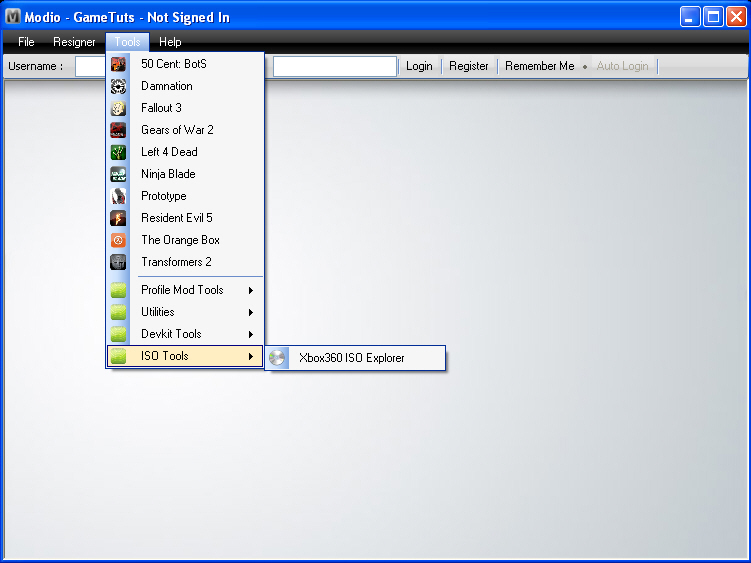 Modio - GameTuts - Not Signed In
File Resigner Tools Help
Username : Login Register Remember Me Auto Login
50 Cent: BotS
Damnation
Fallout 3
Gears of War 2
Left 4 Dead
Ninja Blade
Prototype
Resident Evil 5
The Orange Box
Transformers 2
Profile Mod Tools
Utilities
Devkit Tools
ISO Tools
Xbox360 ISO Explorer